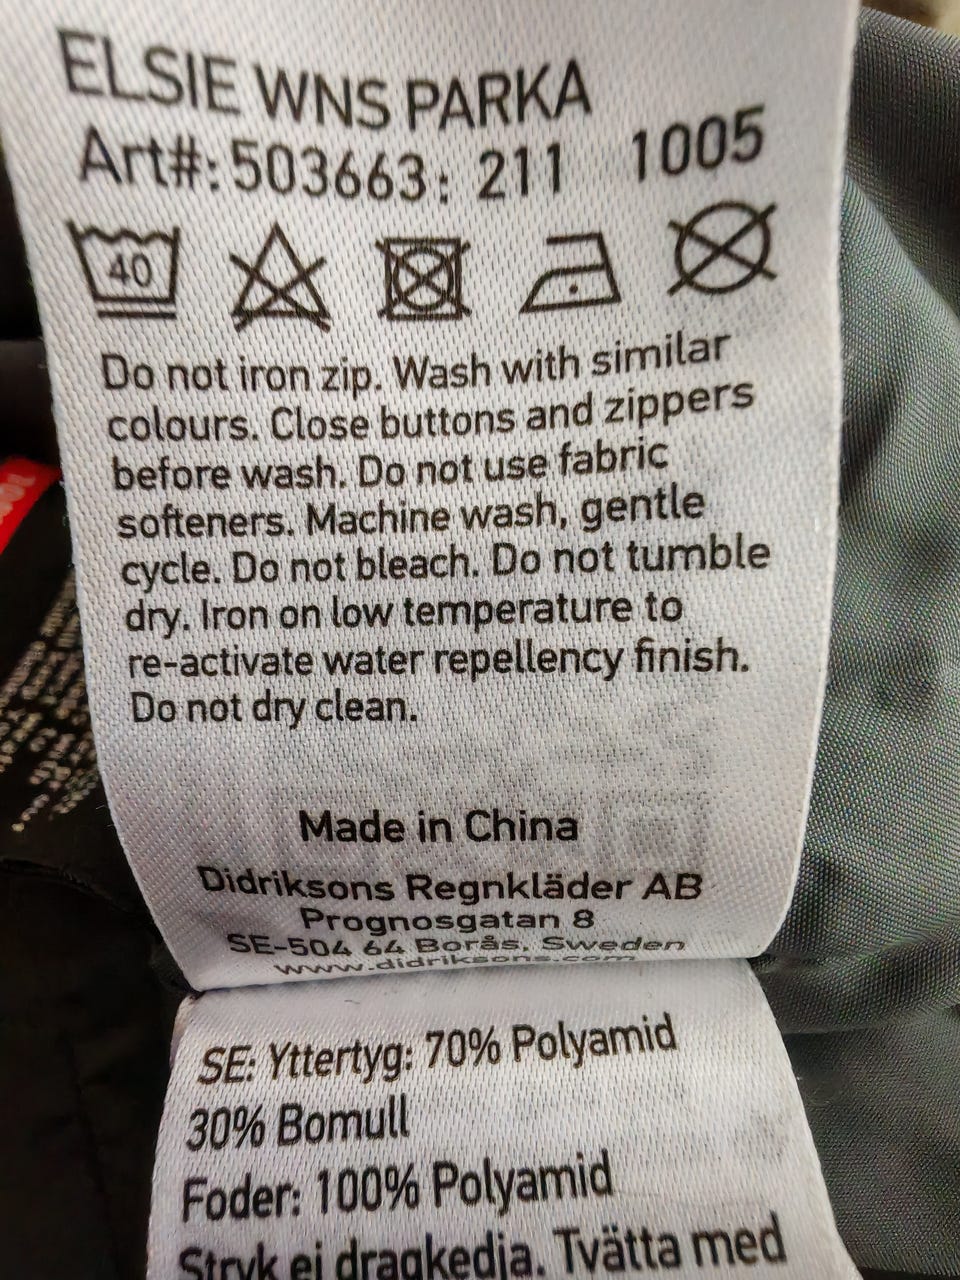 ELSIE WNS PARKA
Art#: 503663: 211 1005
40
Do not iron zip. Wash with similar
colours. Close buttons and zippers
before wash. Do not use fabric
softeners. Machine wash, gentle
cycle. Do not bleach. Do not tumble
dry. Iron on low temperature to
re-activate water repellency finish.
Do not dry clean.
Made in China
Didriksons Regnkläder AB
Prognosgatan 8
SE-504 64 Borås, Sweden
www.didriksons.com
SE: Yttertyg: 70% Polyamid
30% Bomull
Foder: 100% Polyamid
Stryk ej dragkedja. Tvätta med